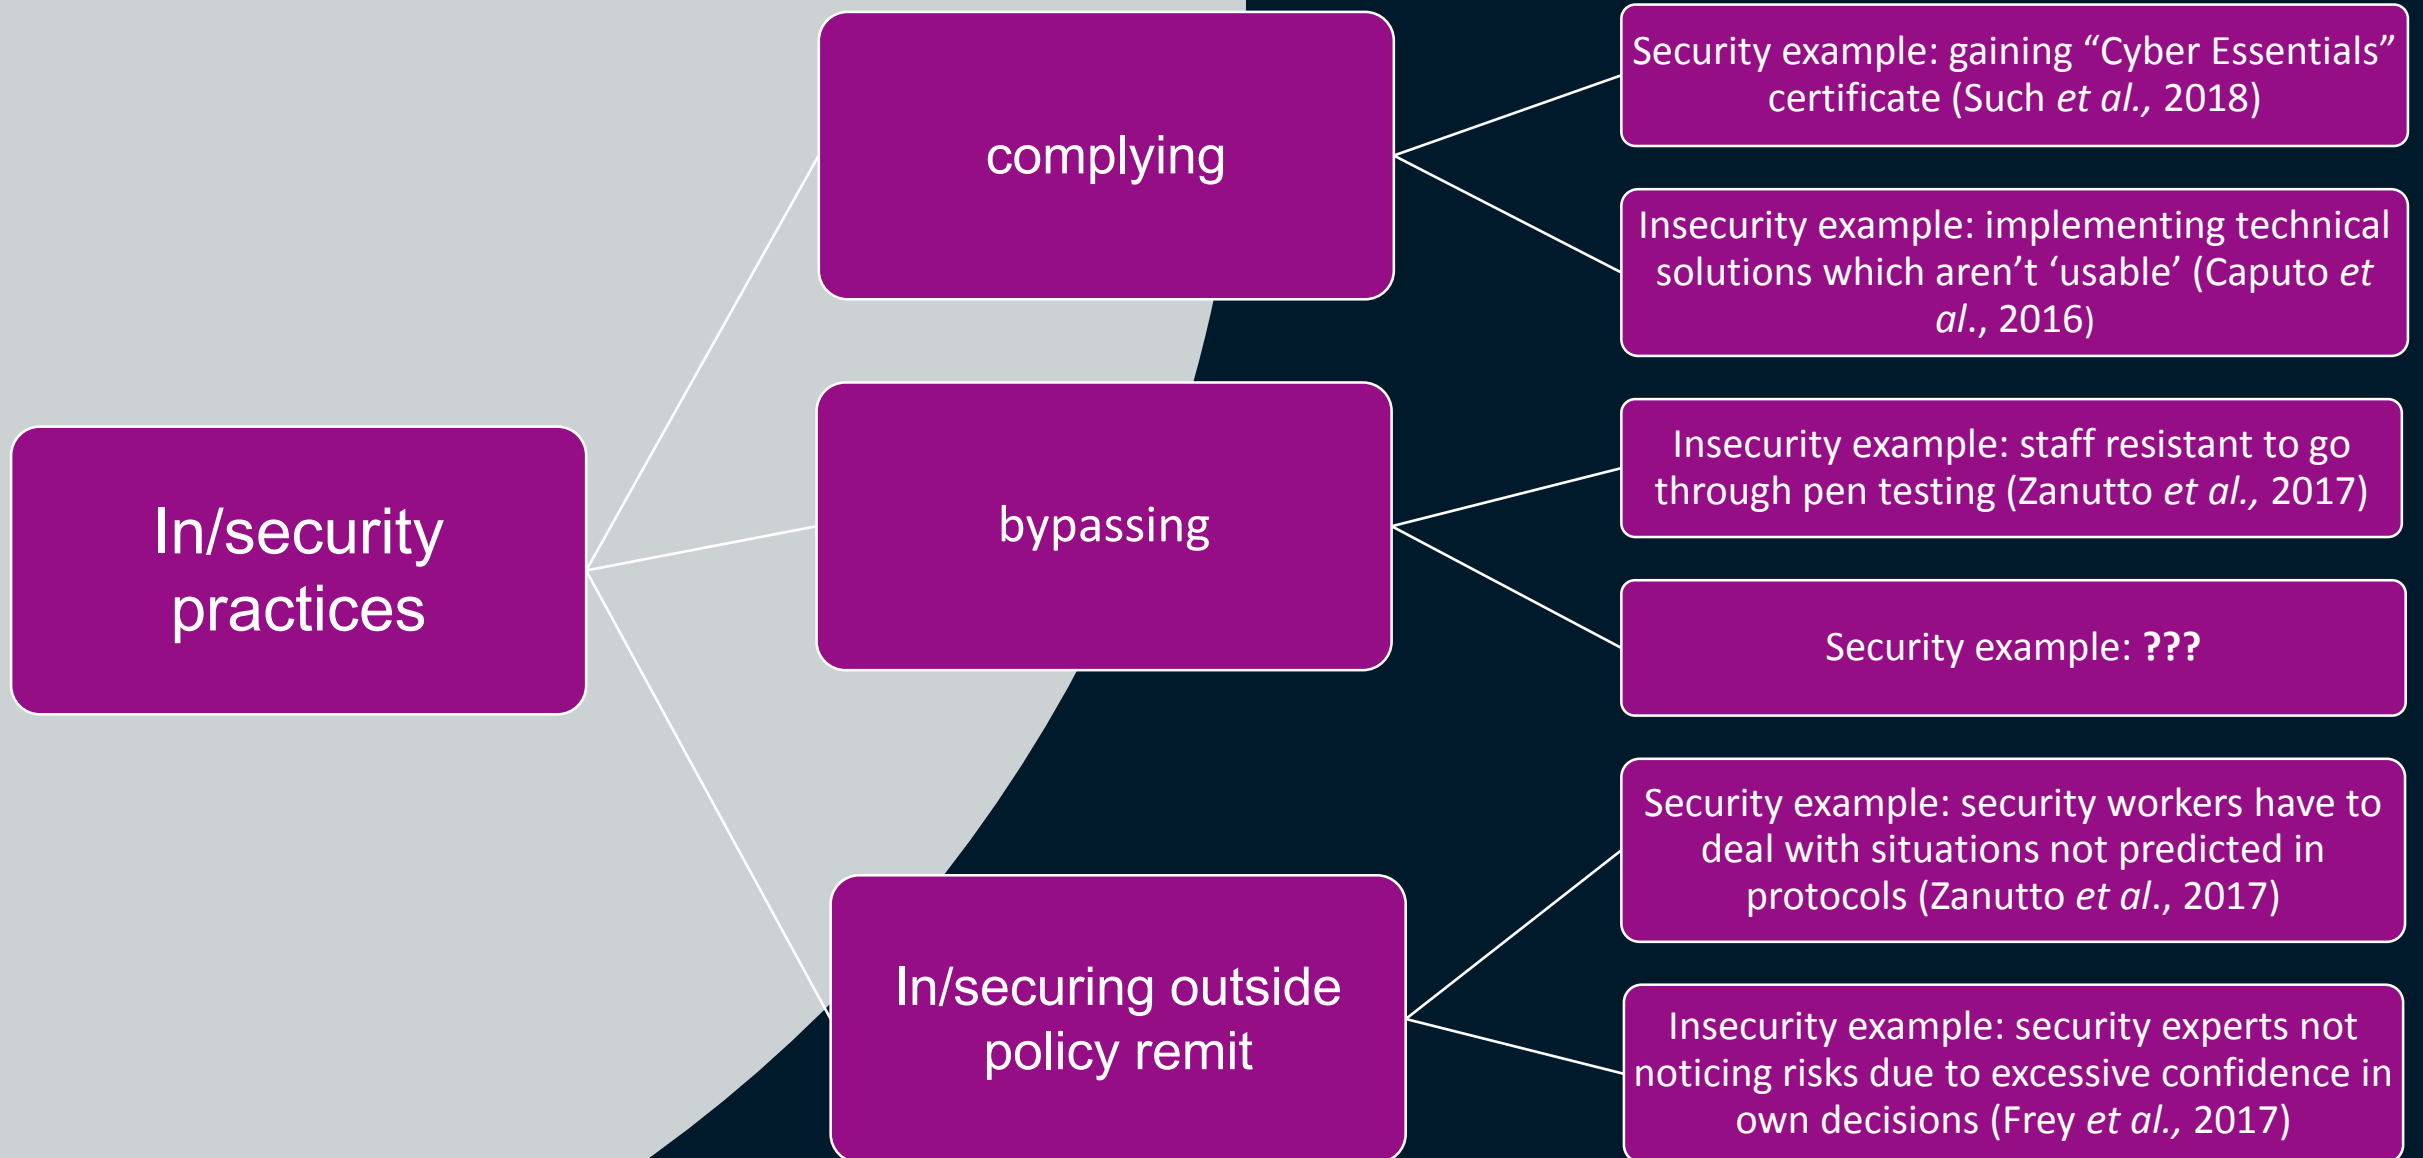 In/security
practices
complying
bypassing
In/securing outside
policy remit
Security example: gaining “Cyber Essentials”
certificate (Such et al., 2018)
Insecurity example: implementing technical
solutions which aren’t ‘usable’ (Caputo et
al., 2016)
Insecurity example: staff resistant to go
through pen testing (Zanutto et al., 2017)
Security example: ???
Security example: security workers have to
deal with situations not predicted in
protocols (Zanutto et al., 2017)
Insecurity example: security experts not
noticing risks due to excessive confidence in
own decisions (Frey et al., 2017)